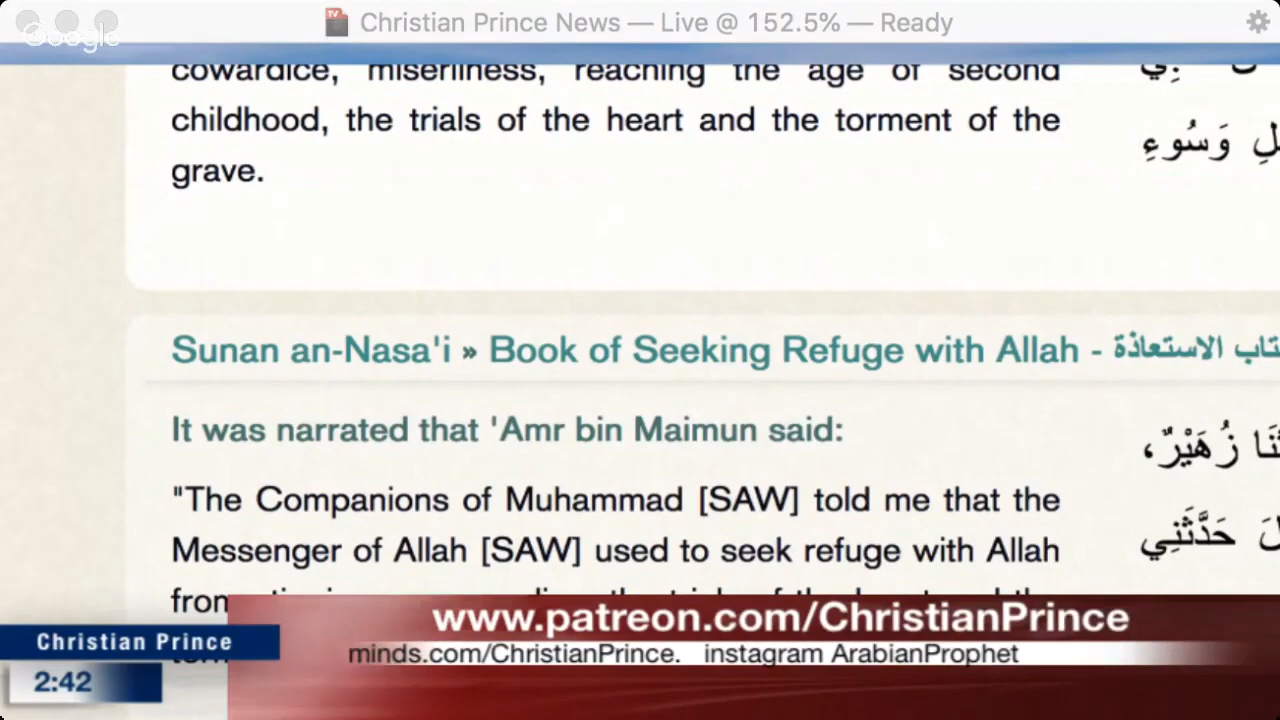 Google
Christian Prince News — Live @ 152.5% — Ready
cowardice, miserliness, reaching the age of second
childhood, the trials of the heart and the torment of the
grave.
وَسُوءِ
Sunan an-Nasa'i » Book of Seeking Refuge with Allah - تاب الاستعاذة
It was narrated that 'Amr bin Maimun said:
زُهَيْرٌ،
"The Companions of Muhammad [SAW] told me that the
Messenger of Allah [SAW] used to seek refuge with Allah
حَدَّثَنِي
www.patreon.com/ChristianPrince
Christian Prince
minds.com/ChristianPrince. instagram ArabianProphet
2:42